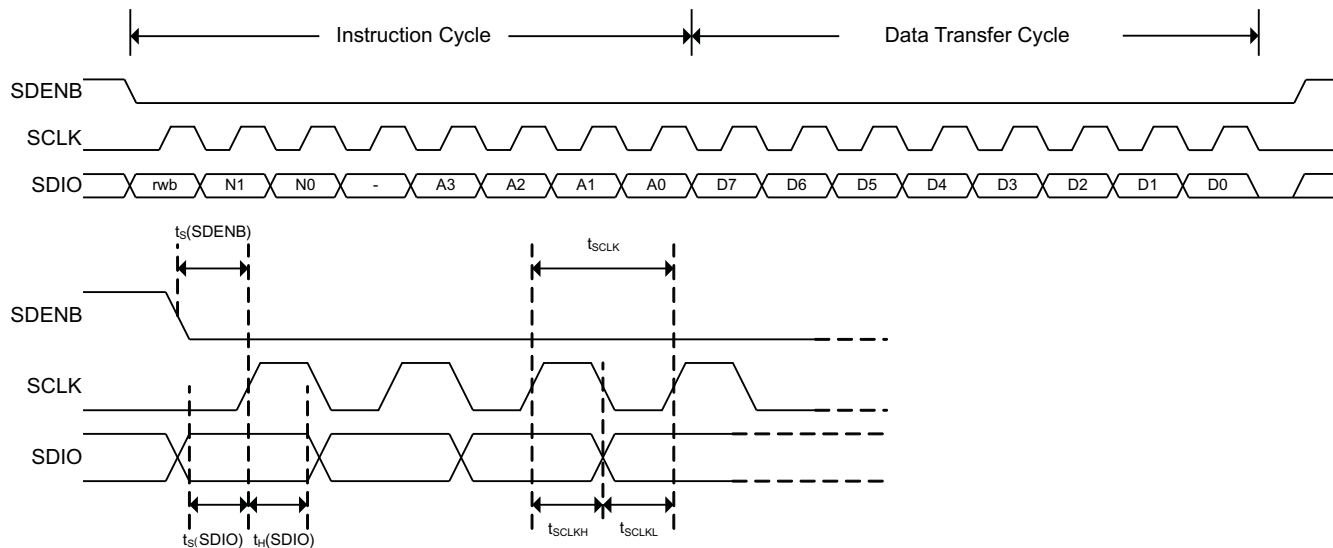 Instruction Cycle Data Transfer Cycle
SDENB
SCLK
SDIO rwb N1 N0 - A3 A2 A1 A0 D7 D6 D5 D4 D3 D2 D1 D0
tS(SDENB) tSCLK
SDENB
SCLK
SDIO
tS(SDIO) tH(SDIO) tSCLKH tSCLKL